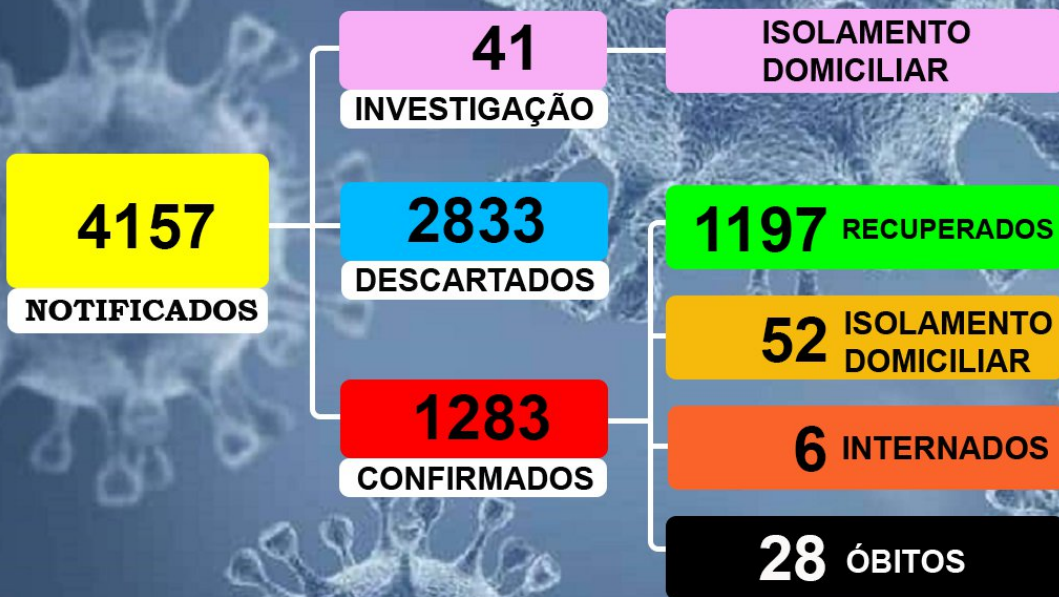 4157
NOTIFICADOS
41
INVESTIGAÇÃO
ISOLAMENTO
DOMICILIAR
2833
DESCARTADOS
1283
CONFIRMADOS
1197 RECUPERADOS
52 ISOLAMENTO
DOMICILIAR
6 INTERNADOS
28 ÓBITOS